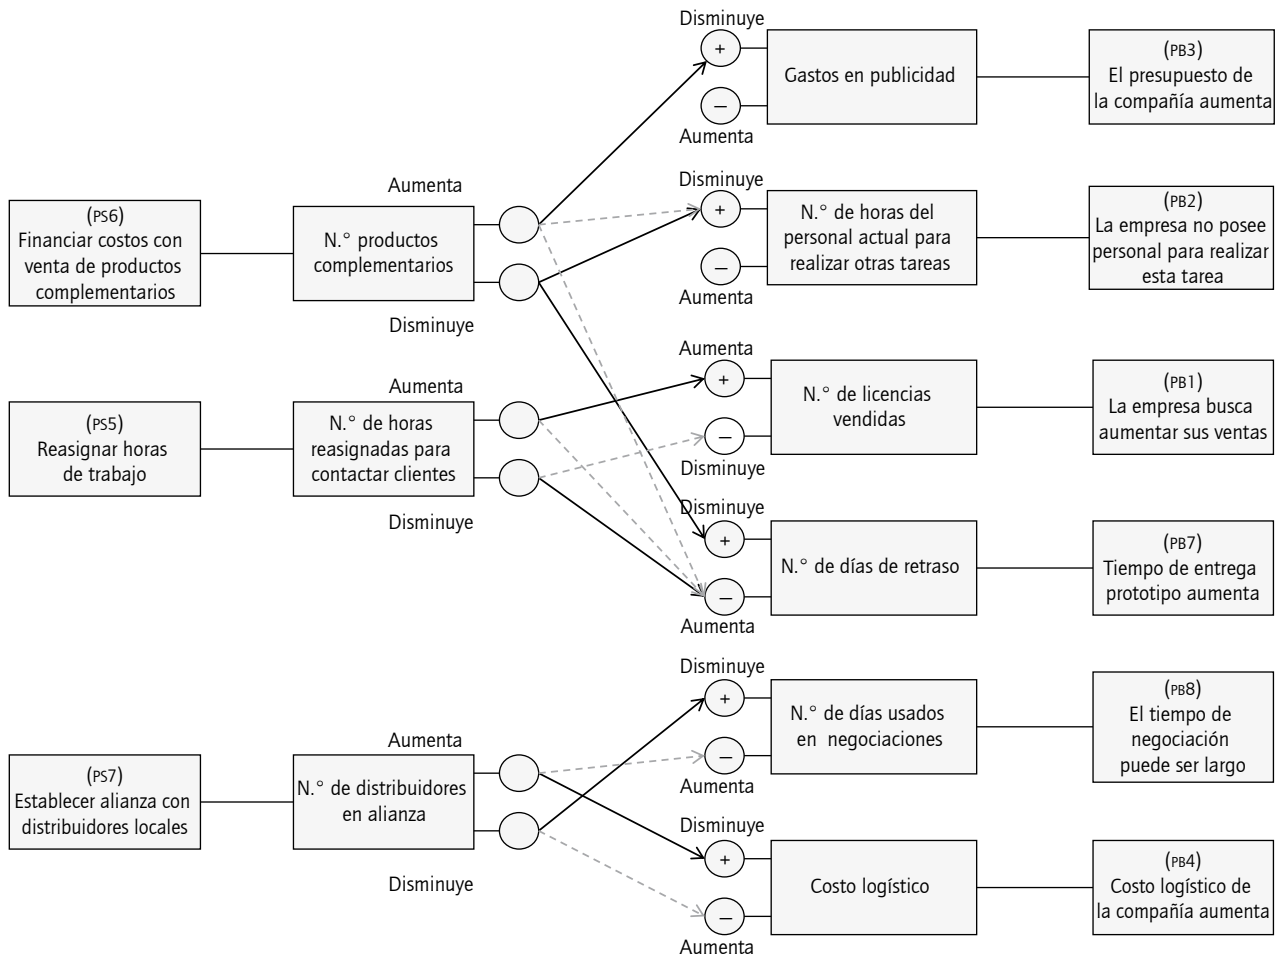 Disminuye
+
Gastos en publicidad
–
Aumenta
(PB3)
El presupuesto de
la compañía aumenta
Aumenta
(PS6)
Financiar costos con
venta de productos
complementarios
N.° productos
complementarios
Disminuye
Disminuye
+
N.° de horas del
personal actual para
realizar otras tareas
–
Aumenta
(PB2)
La empresa no posee
personal para realizar
esta tarea
Aumenta
(PS5)
Reasignar horas
de trabajo
N.° de horas
reasignadas para
contactar clientes
Disminuye
Aumenta
+
N.° de licencias
vendidas
–
Disminuye
(PB1)
La empresa busca
aumentar sus ventas
Disminuye
+
N.° de días de retraso
–
Aumenta
(PB7)
Tiempo de entrega
prototipo aumenta
Aumenta
(PS7)
Establecer alianza con
distribuidores locales
N.° de distribuidores
en alianza
Disminuye
Disminuye
+
N.° de días usados
en negociaciones
–
Aumenta
(PB8)
El tiempo de
negociación
puede ser largo
Disminuye
+
Costo logístico
–
Aumenta
(PB4)
Costo logístico de
la compañía aumenta